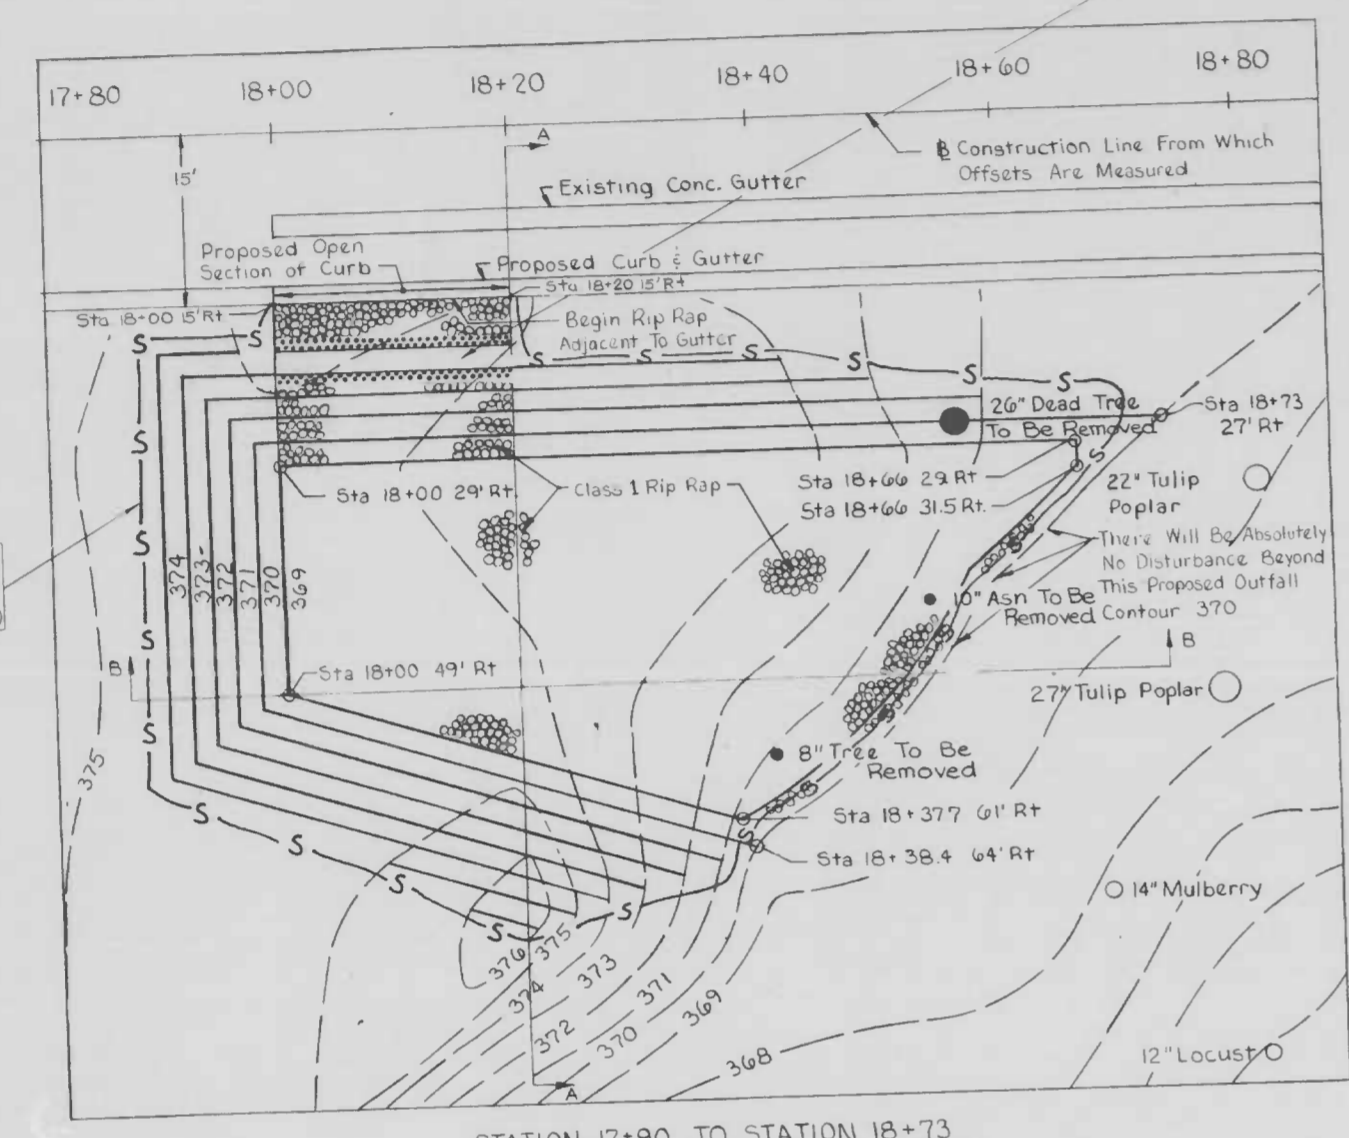 17+80
18+00
18+20
18+40
18+60
18+80
A
15'
B Construction Line From Which
Offsets Are Measured
Existing Conc. Gutter
Proposed Open
Section of Curb
Proposed Curb & Gutter
Sta 18+20 15' Rt
Sta 18+00 15' Rt
Begin Rip Rap
Adjacent To Gutter
S
S
S
S
S
S
S
S
26" Dead Tree
To Be Removed
Sta 18+73
27' Rt
S
S
Sta 18+66 29 Rt
Sta 18+66 31.5 Rt.
22" Tulip
Poplar
Sta 18+00 29' Rt.
Class 1 Rip Rap
S
S
There Will Be Absolutely
No Disturbance Beyond
This Proposed Outfall
Contour 370
374
373
372
371
370
369
10" Asn To Be
Removed
S
B
B
Sta 18+00 49' Rt
27" Tulip Poplar
S
375
8" Tree To Be
Removed
S
Sta 18+377 61' Rt
S
S
Sta 18+38.4 64' Rt
S
14" Mulberry
S
S
376
375
374
373
372
371
370
369
368
12" Locust
A
STATION 17+90 TO STATION 18+73